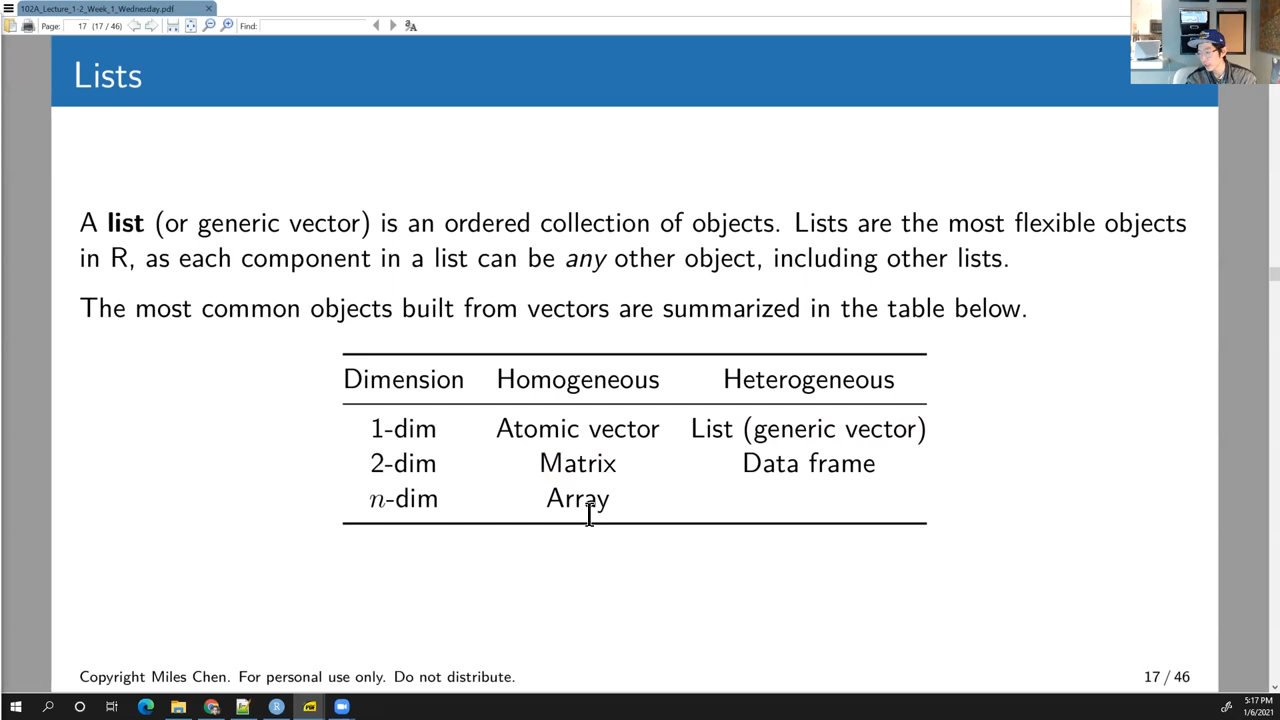 102A_Lecture_1-2_Week_1_Wednesday.pdf
Page: 17 (17 / 46) Find:
Lists
A list (or generic vector) is an ordered collection of objects. Lists are the most flexible objects
in R, as each component in a list can be any other object, including other lists.
The most common objects built from vectors are summarized in the table below.
Dimension Homogeneous Heterogeneous
1-dim Atomic vector List (generic vector)
2-dim Matrix Data frame
n-dim Array
Copyright Miles Chen. For personal use only. Do not distribute. 17 / 46
5:17 PM
1/6/2021